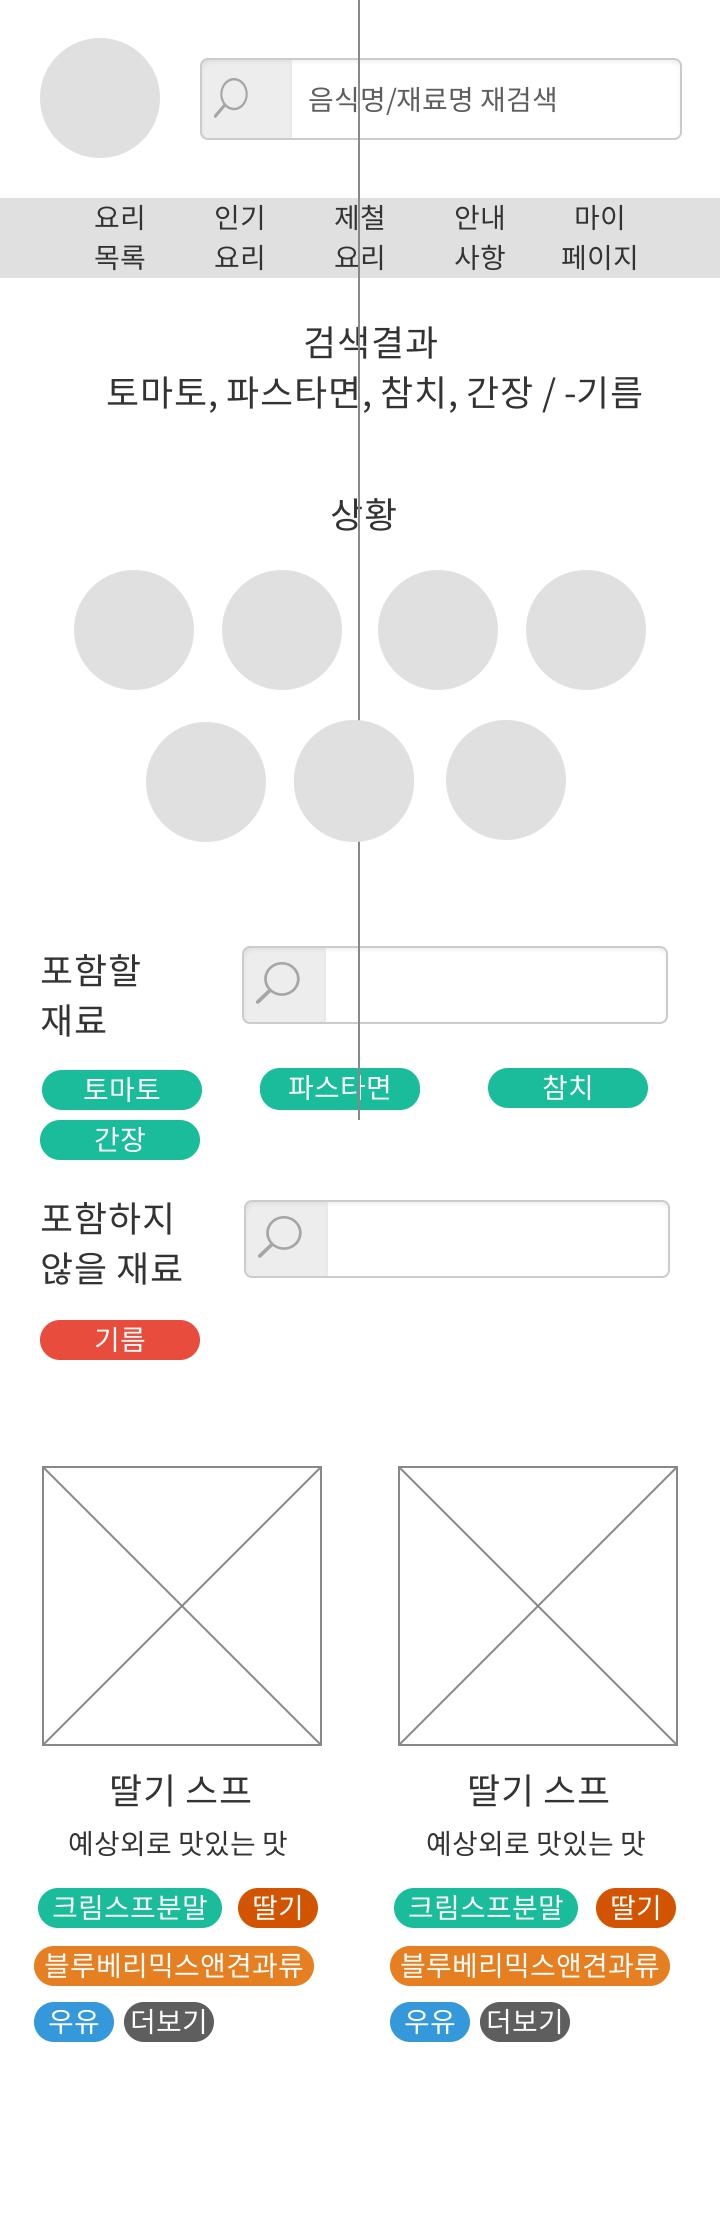 음식명/재료명 재검색
요리 인기 제철 안내 마이
목록 요리 요리 사항 페이지
검색결과
토마토, 파스타면, 참치, 간장 / -기름
상황
포함할
재료
토마토 파스타면 참치
간장
포함하지
않을 재료
기름
딸기 스프 딸기 스프
예상외로 맛있는 맛 예상외로 맛있는 맛
크림스프분말 딸기 크림스프분말 딸기
블루베리믹스앤견과류 블루베리믹스앤견과류
우유 더보기 우유 더보기